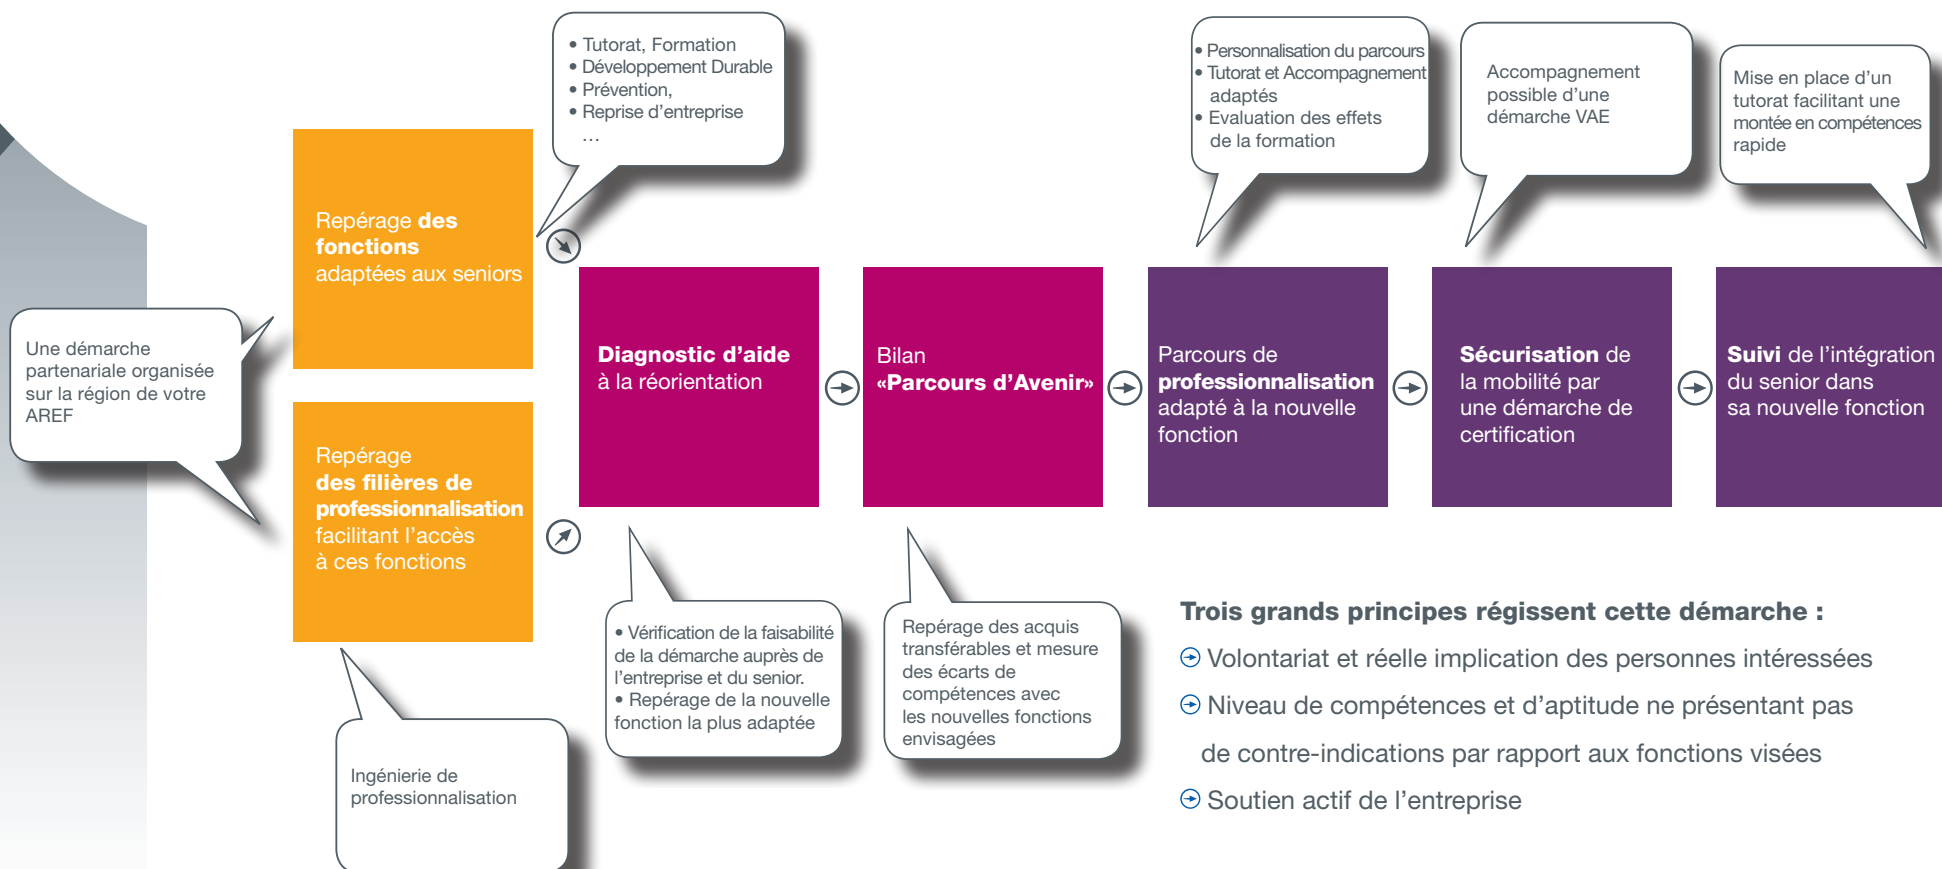 • Tutorat, Formation
• Développement Durable
• Prévention,
• Reprise d’entreprise
…
• Personnalisation du parcours
• Tutorat et Accompagnement
adaptés
• Evaluation des effets
de la formation
Accompagnement
possible d’une
démarche VAE
Mise en place d’un
tutorat facilitant une
montée en compétences
rapide
Repérage des
fonctions
adaptées aux seniors
Une démarche
partenariale organisée
sur la région de votre
AREF
Repérage
des filières de
professionnalisation
facilitant l’accès
à ces fonctions
Diagnostic d’aide
à la réorientation
Bilan
«Parcours d’Avenir»
Parcours de
professionnalisation
adapté à la nouvelle
fonction
Sécurisation de
la mobilité par
une démarche de
certification
Suivi de l’intégration
du senior dans
sa nouvelle fonction
Ingénierie de
professionnalisation
• Vérification de la faisabilité
de la démarche auprès de
l’entreprise et du senior.
• Repérage de la nouvelle
fonction la plus adaptée
Repérage des acquis
transférables et mesure
des écarts de
compétences avec
les nouvelles fonctions
envisagées
Trois grands principes régissent cette démarche :
Volontariat et réelle implication des personnes intéressées
Niveau de compétences et d’aptitude ne présentant pas
de contre-indications par rapport aux fonctions visées
Soutien actif de l’entreprise